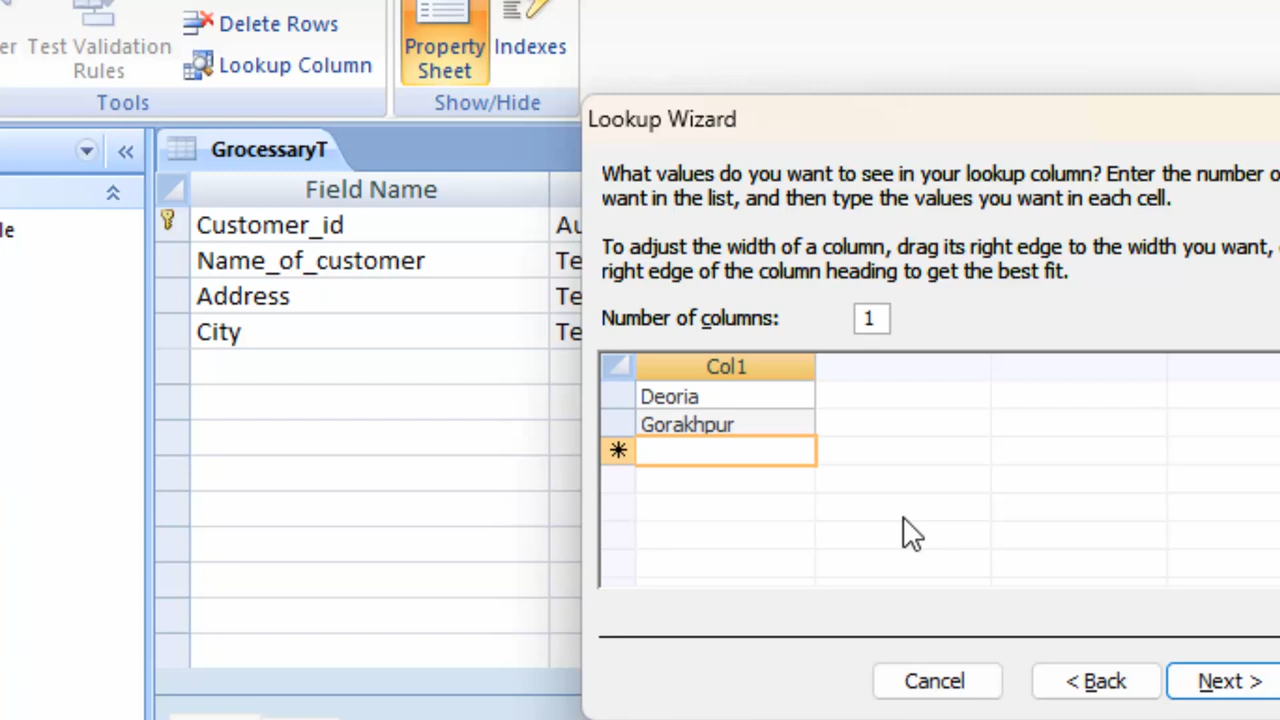 er Test Validation Rules
Delete Rows
Lookup Column
Property Sheet
Indexes
Tools
Show/Hide
GrocessaryT
Field Name
Customer_id
Name_of_customer
Address
City
Au
Te
Te
Te
le
Lookup Wizard
What values do you want to see in your lookup column? Enter the number o
want in the list, and then type the values you want in each cell.
To adjust the width of a column, drag its right edge to the width you want,
right edge of the column heading to get the best fit.
Number of columns: 1
Col1
Deoria
Gorakhpur
Cancel
< Back
Next >